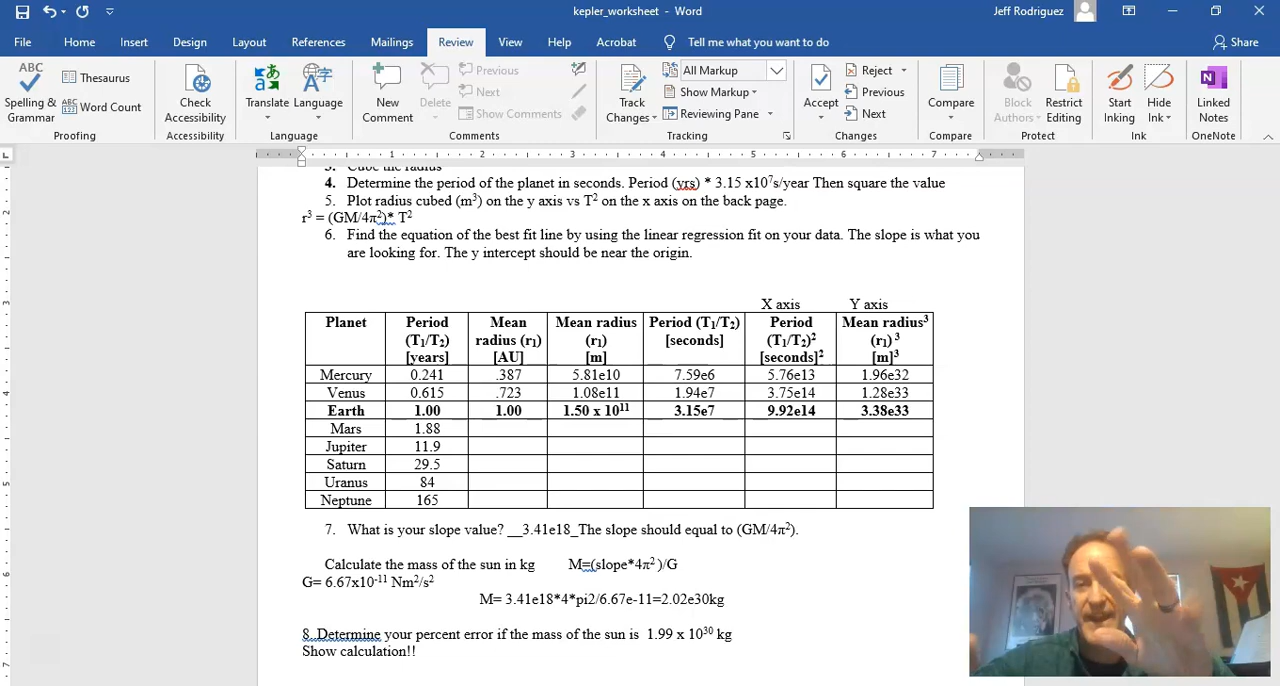 kepler_worksheet - Word
Jeff Rodriguez
File Home Insert Design Layout References Mailings Review View Help Acrobat Tell me what you want to do Share
ABC Spelling & Grammar
Thesaurus
ABC 123 Word Count
Proofing
Check Accessibility
Accessibility
Translate Language
Language
New Comment
Delete
Previous
Next
Show Comments
Comments
Track Changes
All Markup
Show Markup
Reviewing Pane
Tracking
Accept
Reject
Previous
Next
Changes
Compare
Compare
Block Authors
Restrict Editing
Protect
Start Inking
Hide Ink
Ink
Linked Notes
OneNote
1 2 3 4 5 6 7
3. Cube the radius
4. Determine the period of the planet in seconds. Period (yrs) * 3.15 x10⁷s/year Then square the value
5. Plot radius cubed (m³) on the y axis vs T² on the x axis on the back page.
r³ = (GM/4π²)* T²
6. Find the equation of the best fit line by using the linear regression fit on your data. The slope is what you
are looking for. The y intercept should be near the origin.
X axis Y axis
Planet Period (T₁/T₂) [years] Mean radius (r₁) [AU] Mean radius (r₁) [m] Period (T₁/T₂) [seconds] Period (T₁/T₂)² [seconds]² Mean radius³ (r₁) ³ [m]³
Mercury 0.241 .387 5.81e10 7.59e6 5.76e13 1.96e32
Venus 0.615 .723 1.08e11 1.94e7 3.75e14 1.28e33
Earth 1.00 1.00 1.50 x 10¹¹ 3.15e7 9.92e14 3.38e33
Mars 1.88
Jupiter 11.9
Saturn 29.5
Uranus 84
Neptune 165
7. What is your slope value? __3.41e18_The slope should equal to (GM/4π²).
Calculate the mass of the sun in kg M=(slope*4π² )/G
G= 6.67x10⁻¹¹ Nm²/s²
M= 3.41e18*4*pi2/6.67e-11=2.02e30kg
8. Determine your percent error if the mass of the sun is 1.99 x 10³⁰ kg
Show calculation!!